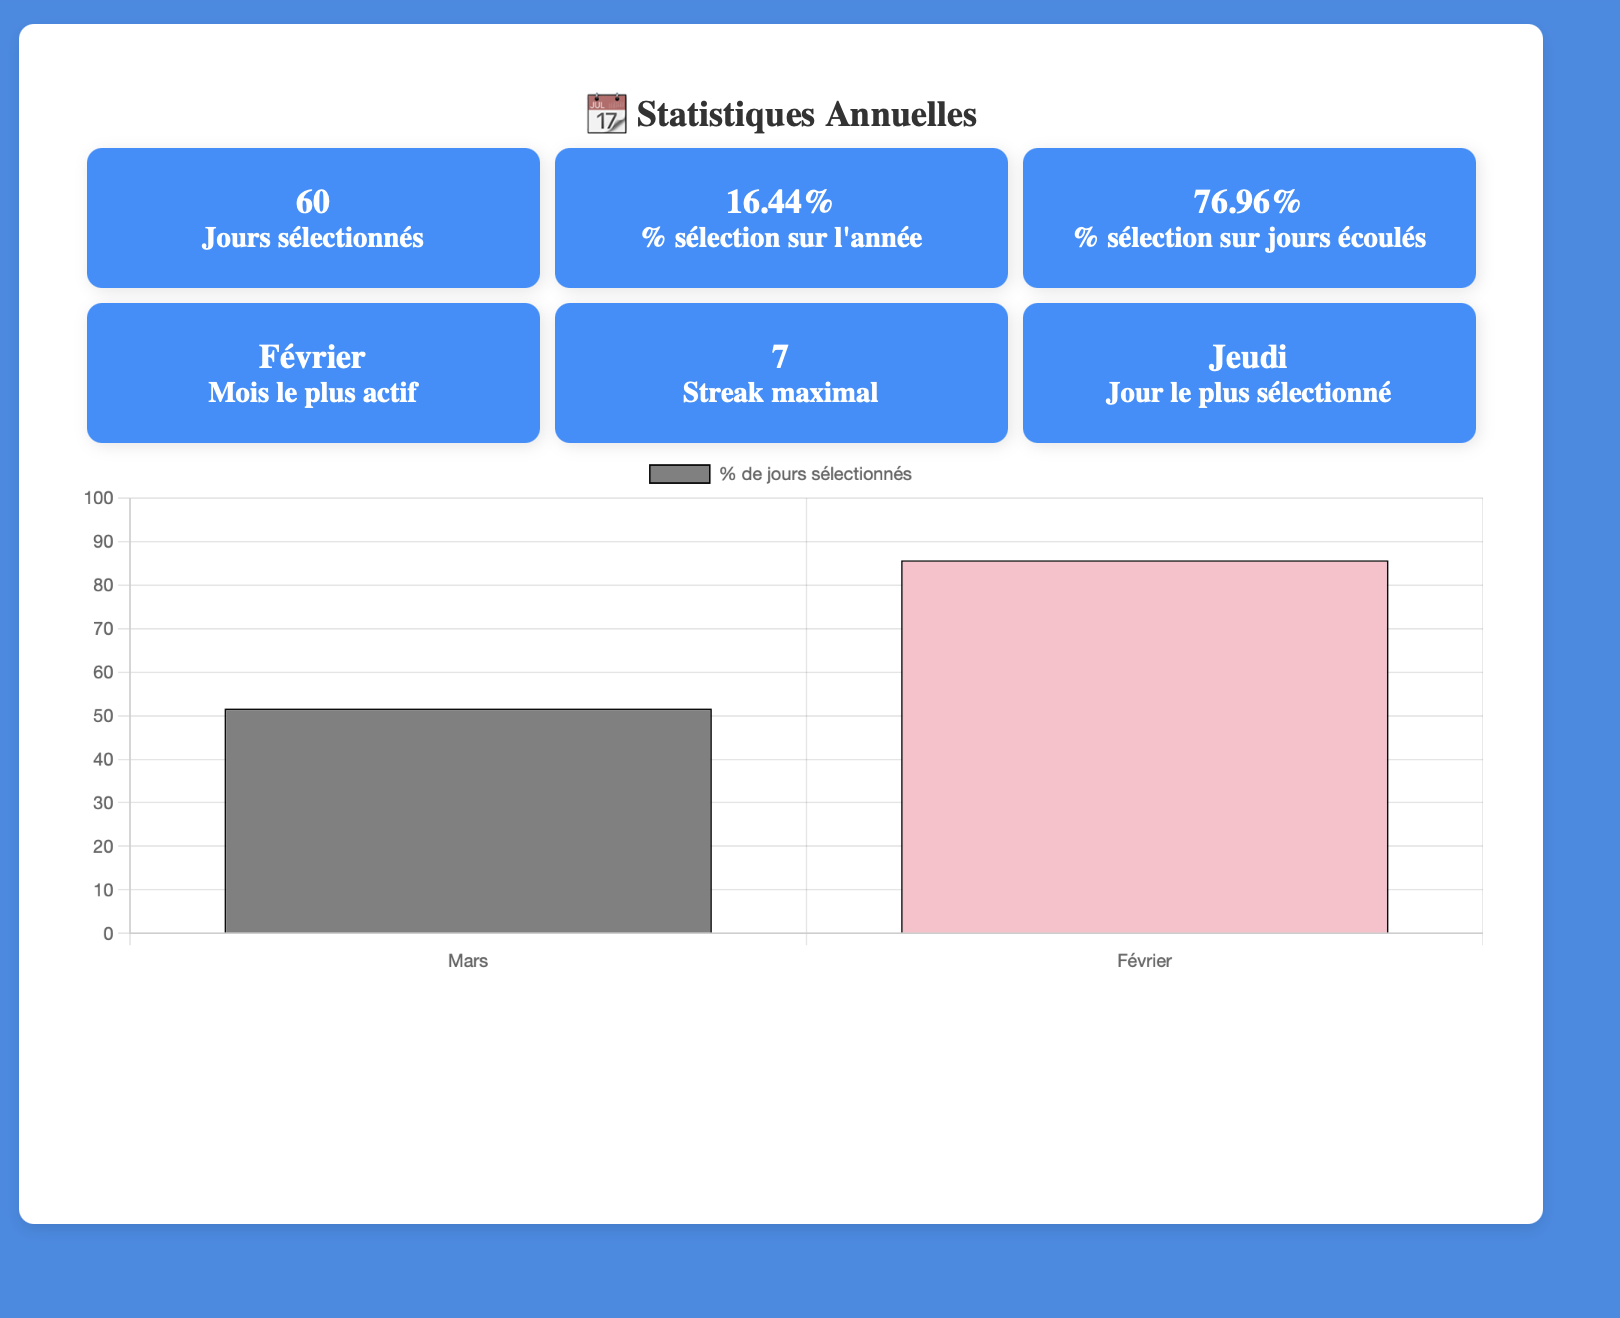 JUL
17
Statistiques Annuelles
60
Jours sélectionnés
16.44%
% sélection sur l'année
76.96%
% sélection sur jours écoulés
Février
Mois le plus actif
7
Streak maximal
Jeudi
Jour le plus sélectionné
% de jours sélectionnés
100
90
80
70
60
50
40
30
20
10
0
Mars
Février